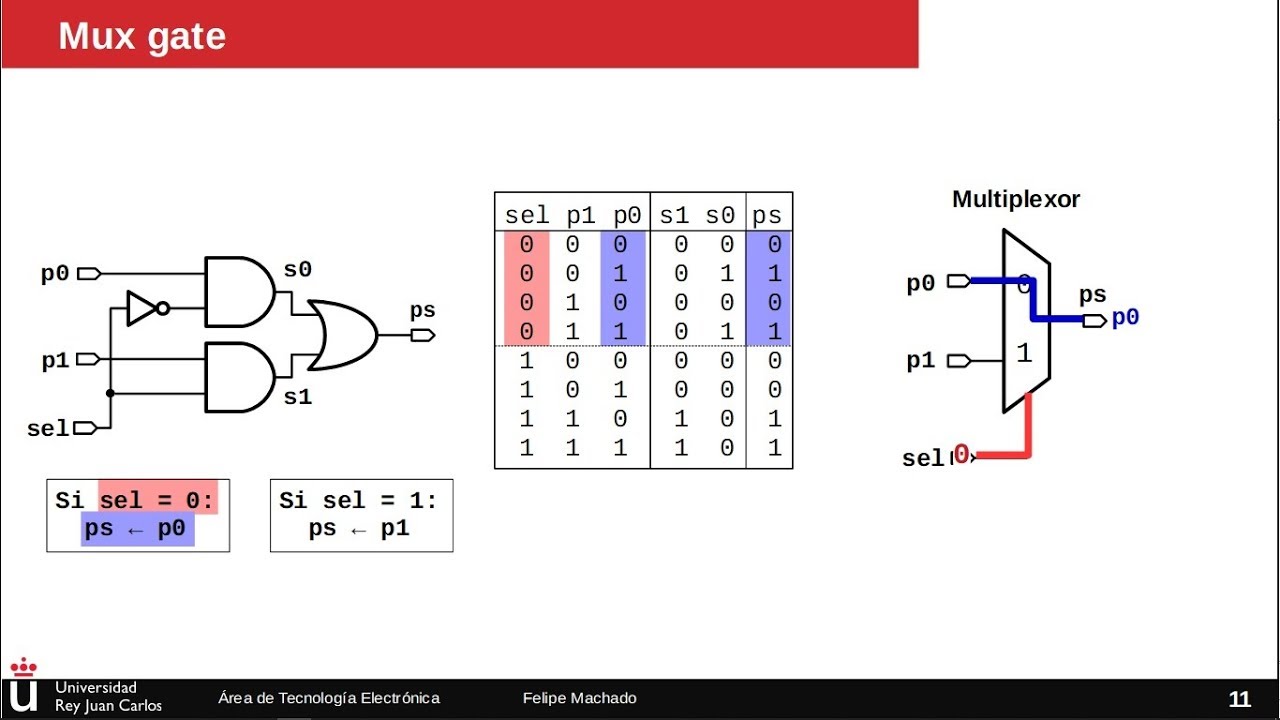 Mux gate
p0
s0
ps
p1
s1
sel
Si sel = 0:
ps ← p0
Si sel = 1:
ps ← p1
sel p1 p0 s1 s0 ps
0 0 0 0 0 0
0 0 1 0 1 1
0 1 0 0 0 0
0 1 1 0 1 1
1 0 0 0 0 0
1 0 1 0 0 0
1 1 0 1 0 1
1 1 1 1 0 1
Multiplexor
p0
0
ps
p0
p1
1
sel
0
u
Universidad
Rey Juan Carlos
Área de Tecnología Electrónica
Felipe Machado
11